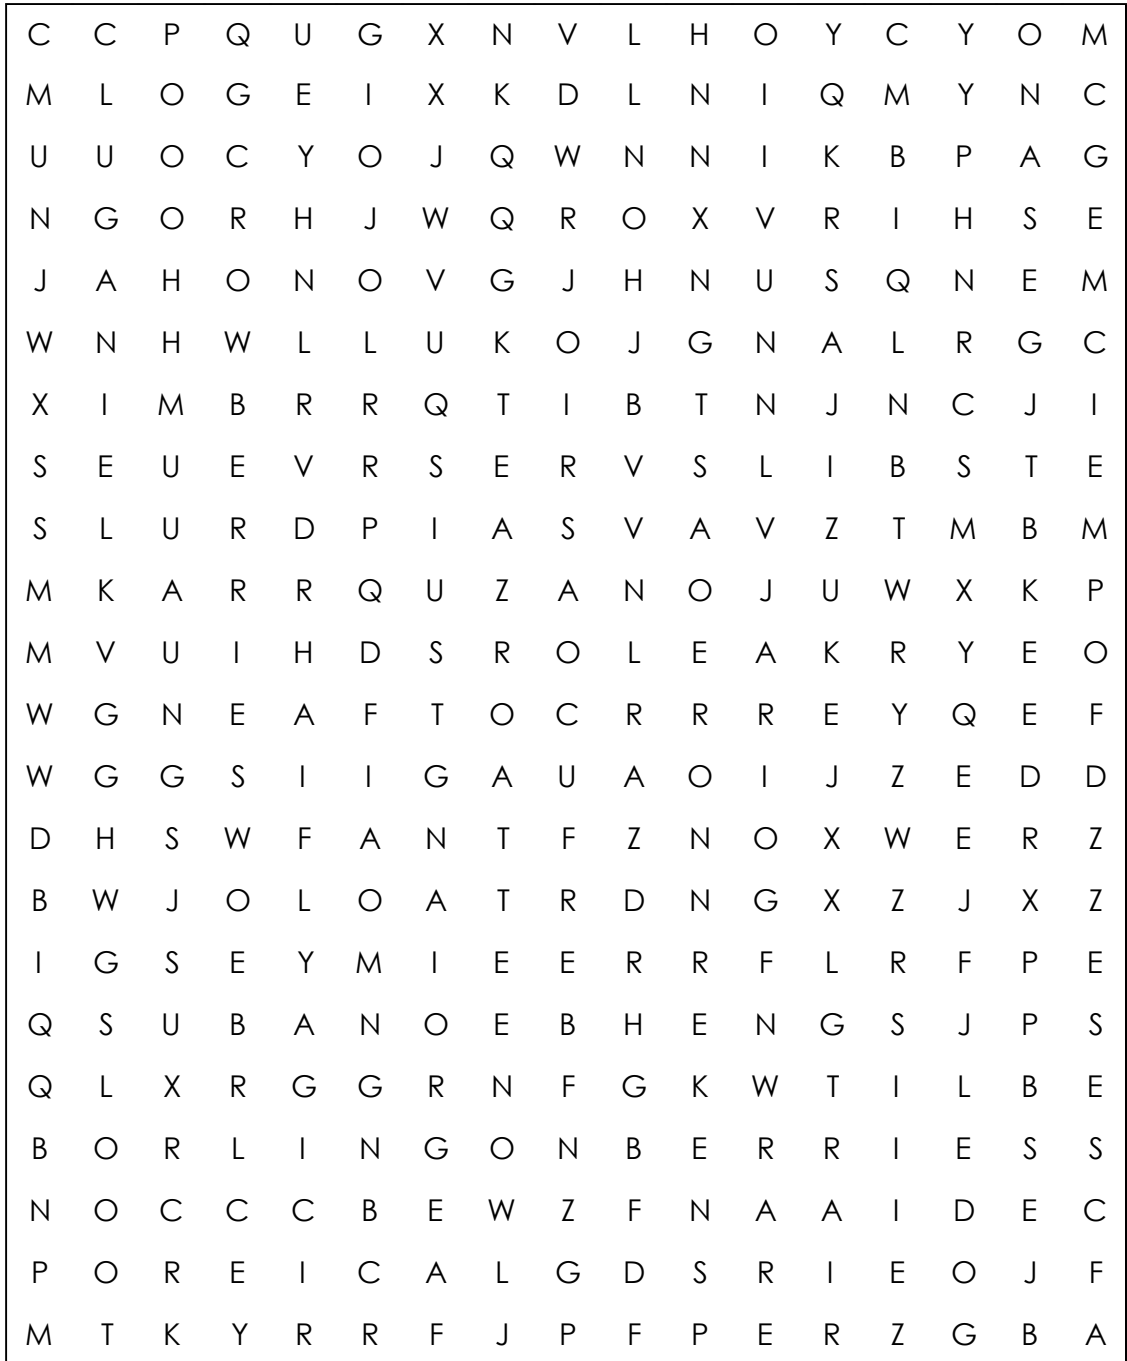 C C P Q U G X N V L H O Y C Y O M
M L O G E I X K D L N I Q M Y N C
U U O C Y O J Q W N N I K B P A G
N G O R H J W Q R O X V R I H S E
J A H O N O V G J H N U S Q N E M
W N H W L L U K O J G N A L R G C
X I M B R R Q T I B T N J N C J I
S E U E V R S E R V S L I B S T E
S L U R D P I A S V A V Z T M B M
M K A R R Q U Z A N O J U W X K P
M V U I H D S R O L E A K R Y E O
W G N E A F T O C R R R E Y Q E F
W G G S I I G A U A O I J Z E D D
D H S W F A N T F Z N O X W E R Z
B W J O L O A T R D N G X Z J X Z
I G S E Y M I E E R R F L R F P E
Q S U B A N O E B H E N G S J P S
Q L X R G G R N F G K W T I L B E
B O R L I N G O N B E R R I E S S
N O C C C B E W Z F N A A I D E C
P O R E I C A L G D S R I E O J F
M T K Y R R F J P F P E R Z G B A